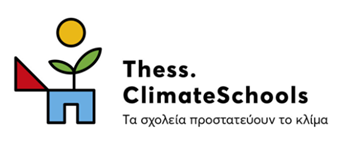 Thess.
ClimateSchools
Τα σχολεία προστατεύουν το κλίμα